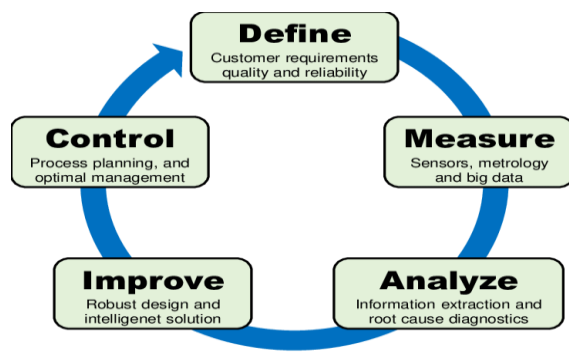 Define
Customer requirements
quality and reliability
Measure
Sensors, metrology
and big data
Analyze
Information extraction and
root cause diagnostics
Improve
Robust design and
intelligenet solution
Control
Process planning, and
optimal management